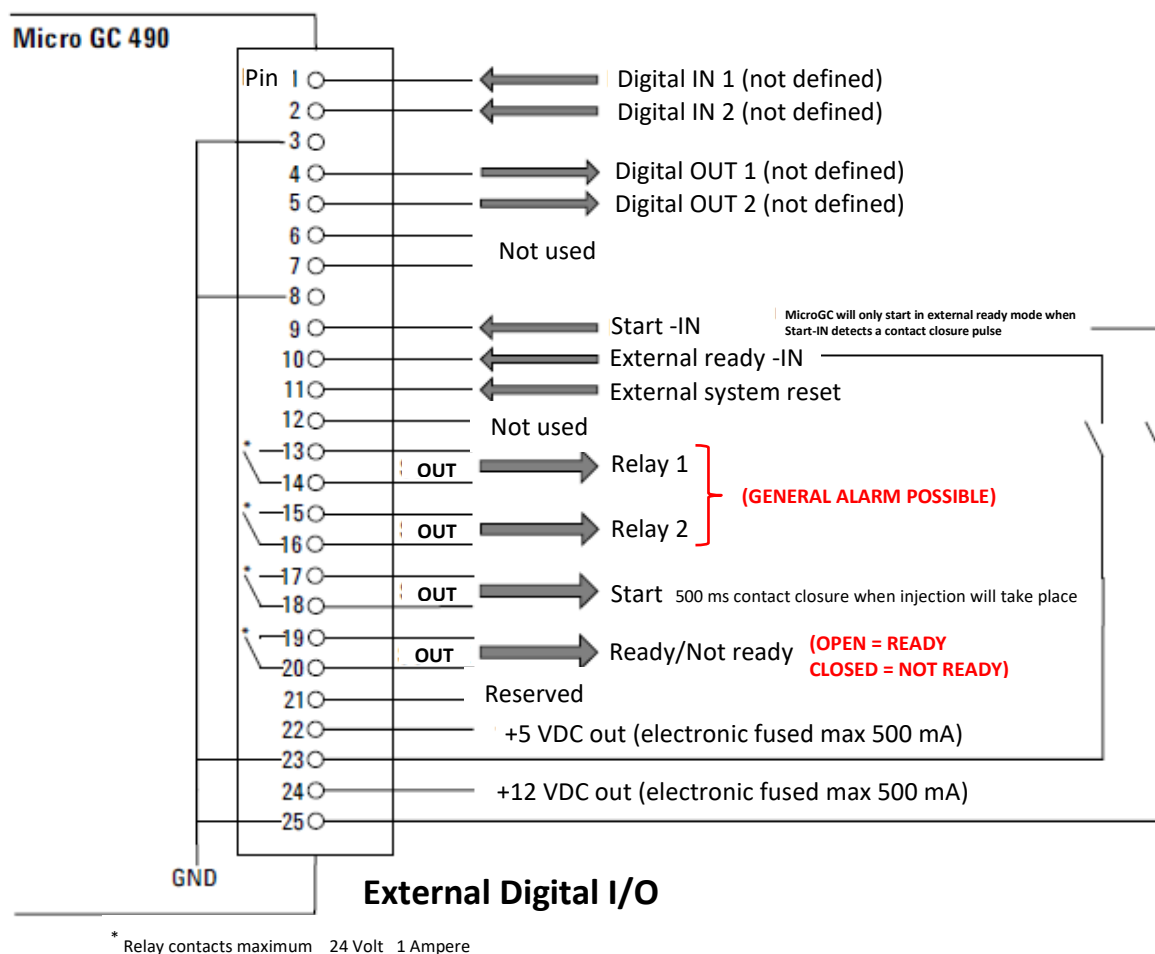 Micro GC 490
Pin 1 Digital IN 1 (not defined)
2 Digital IN 2 (not defined)
3
4 Digital OUT 1 (not defined)
5 Digital OUT 2 (not defined)
6
Not used
7
8
9 Start -IN MicroGC will only start in external ready mode when
Start-IN detects a contact closure pulse
10 External ready -IN
11 External system reset
12 Not used
* 13
OUT Relay 1
14
(GENERAL ALARM POSSIBLE)
* 15
OUT Relay 2
16
* 17
OUT Start 500 ms contact closure when injection will take place
18
* 19
OUT Ready/Not ready (OPEN = READY
CLOSED = NOT READY)
20
21 Reserved
22 +5 VDC out (electronic fused max 500 mA)
23
24 +12 VDC out (electronic fused max 500 mA)
25
GND
External Digital I/O
* Relay contacts maximum 24 Volt 1 Ampere